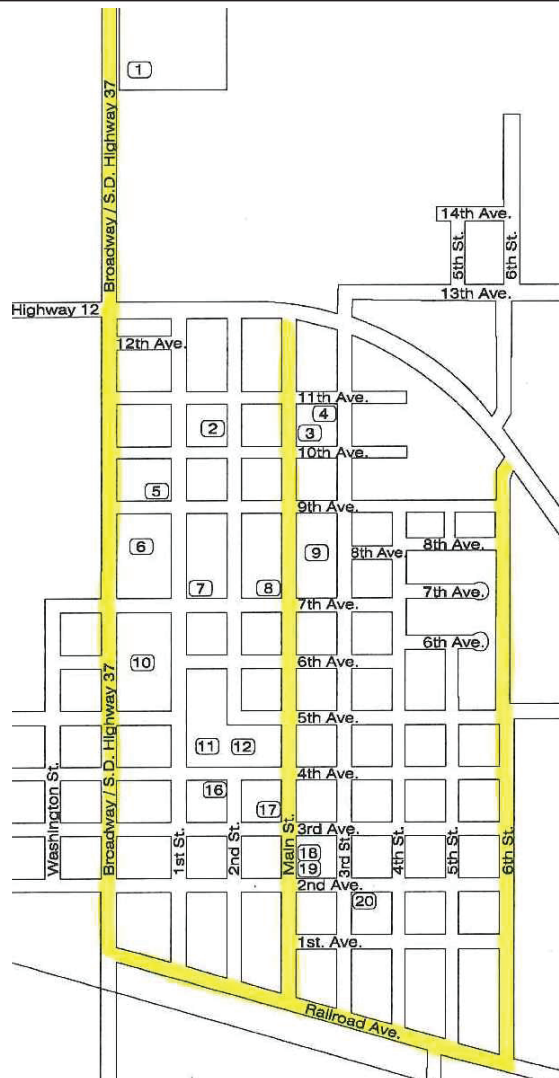 1
Broadway / S.D. Highway 37
14th Ave.
5th St.
6th St.
13th Ave.
Highway 12
12th Ave.
11th Ave.
4
2
3
10th Ave.
5
9th Ave.
6
9
8th Ave.
8th Ave.
7
8
7th Ave.
7th Ave.
6th Ave.
10
6th Ave.
5th Ave.
11
12
4th Ave.
16
17
3rd Ave.
Washington St.
Broadway / S.D. Highway 37
1st St.
2nd St.
Main St.
18
19
3rd St.
4th St.
5th St.
6th St.
2nd Ave.
20
1st. Ave.
Railroad Ave.